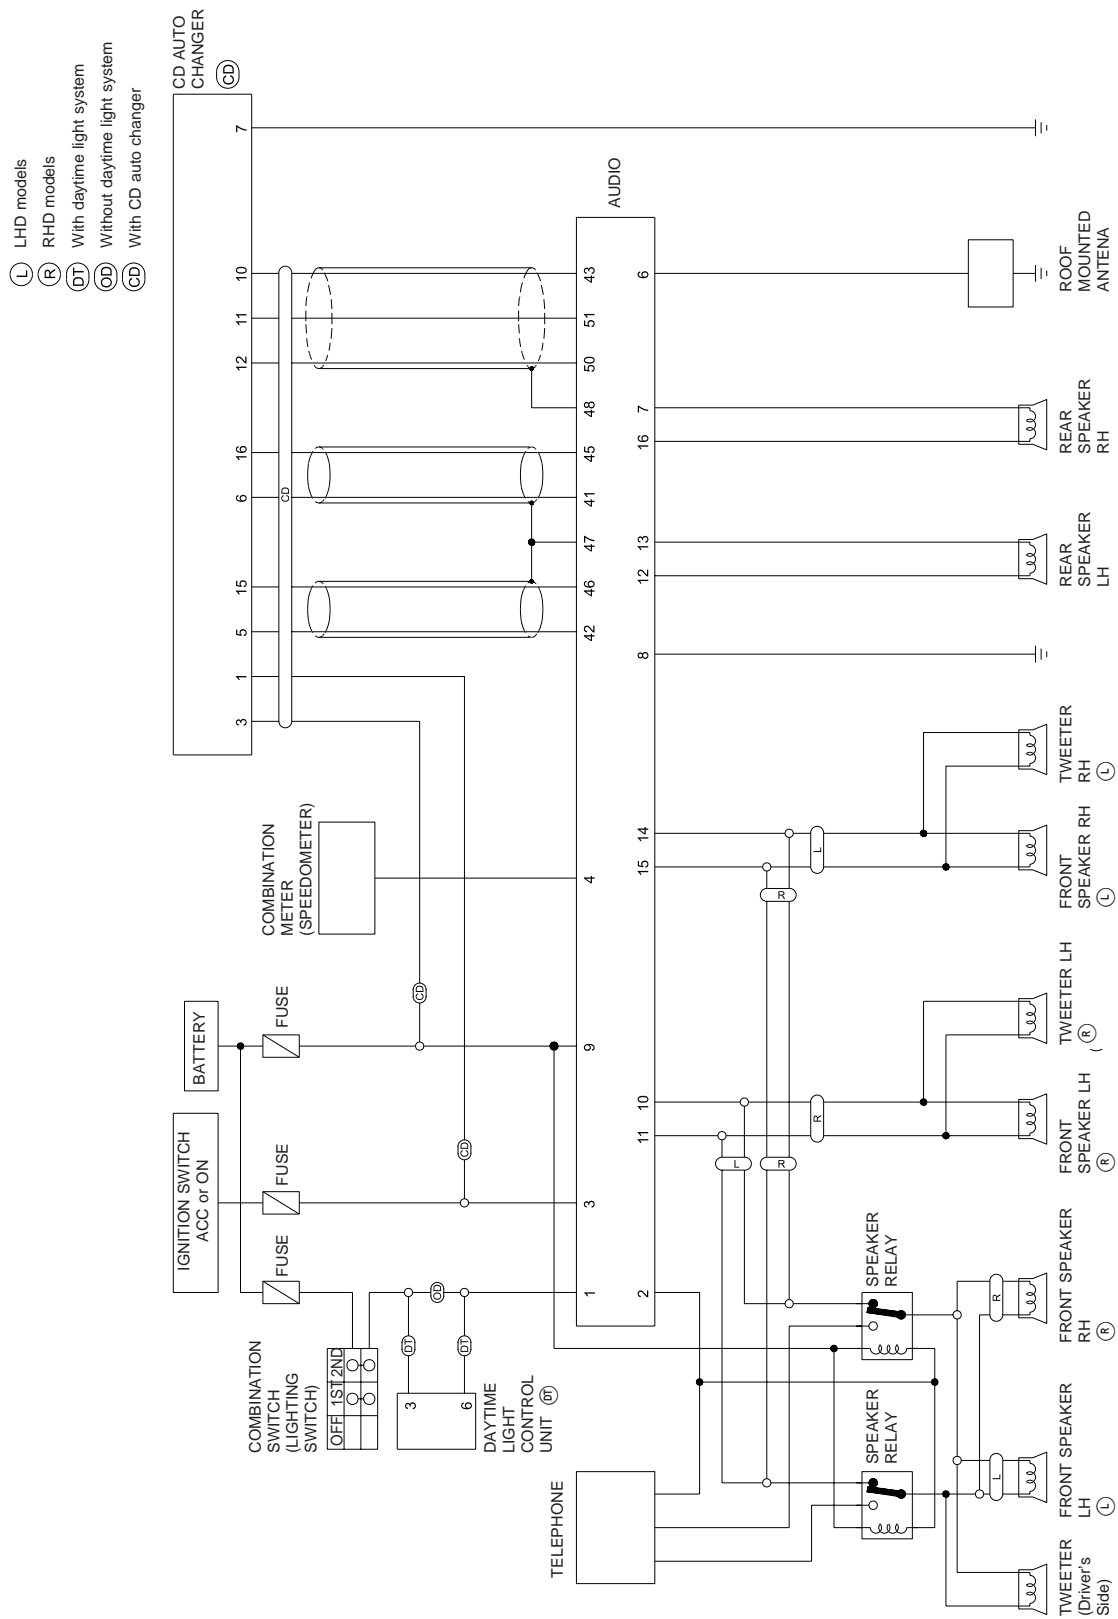 (L) LHD models
(R) RHD models
(DT) With daytime light system
(OD) Without daytime light system
(CD) With CD auto changer
CD AUTO
CHANGER
(CD)
3
1
5
15
6
16
12
11
10
7
CD
BATTERY
IGNITION SWITCH
ACC or ON
FUSE
FUSE
FUSE
COMBINATION
METER
(SPEEDOMETER)
CD
CD
COMBINATION
SWITCH
(LIGHTING
SWITCH)
OFF 1ST 2ND
DT
OD
DT
3
6
DAYTIME
LIGHT
CONTROL
UNIT (DT)
AUDIO
1
3
9
4
42
46
47
41
45
48
50
51
43
2
11
10
15
14
8
12
13
16
7
6
TELEPHONE
L
R
R
R
L
SPEAKER
RELAY
SPEAKER
RELAY
L
R
TWEETER
(Driver's
Side)
FRONT SPEAKER
LH
(L)
FRONT SPEAKER
RH
(R)
FRONT
SPEAKER LH
(R)
TWEETER LH
( (R)
FRONT
SPEAKER RH
(L)
TWEETER
RH
(L)
REAR
SPEAKER
LH
REAR
SPEAKER
RH
ROOF
MOUNTED
ANTENA